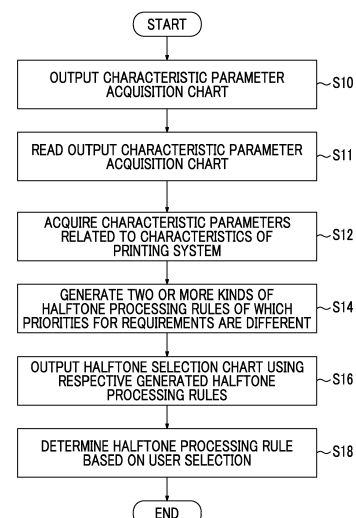 START
OUTPUT CHARACTERISTIC PARAMETER
ACQUISITION CHART
~S10
READ OUTPUT CHARACTERISTIC PARAMETER
ACQUISITION CHART
~S11
ACQUIRE CHARACTERISTIC PARAMETERS
RELATED TO CHARACTERISTICS OF
PRINTING SYSTEM
~S12
GENERATE TWO OR MORE KINDS OF
HALFTONE PROCESSING RULES OF WHICH
PRIORITIES FOR REQUIREMENTS ARE DIFFERENT
~S14
OUTPUT HALFTONE SELECTION CHART USING
RESPECTIVE GENERATED HALFTONE
PROCESSING RULES
~S16
DETERMINE HALFTONE PROCESSING RULE
BASED ON USER SELECTION
~S18
END